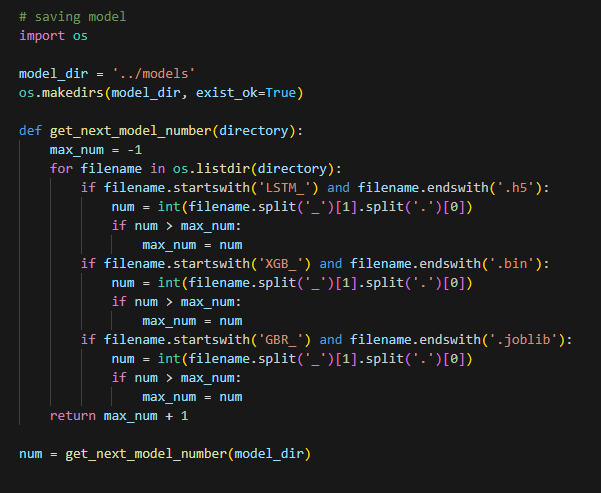 # saving model
import os
model_dir = '../models'
os.makedirs(model_dir, exist_ok=True)
def get_next_model_number(directory):
    max_num = -1
    for filename in os.listdir(directory):
        if filename.startswith('LSTM_') and filename.endswith('.h5'):
            num = int(filename.split('_')[1].split('.')[0])
            if num > max_num:
                max_num = num
        if filename.startswith('XGB_') and filename.endswith('.bin'):
            num = int(filename.split('_')[1].split('.')[0])
            if num > max_num:
                max_num = num
        if filename.startswith('GBR_') and filename.endswith('.joblib'):
            num = int(filename.split('_')[1].split('.')[0])
            if num > max_num:
                max_num = num
    return max_num + 1
num = get_next_model_number(model_dir)